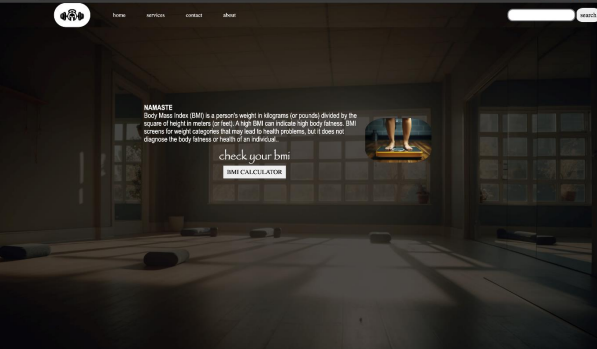 home services contact about search
NAMASTE
Body Mass Index (BMI) is a person's weight in kilograms (or pounds) divided by the
square of height in meters (or feet). A high BMI can indicate high body fatness. BMI
screens for weight categories that may lead to health problems, but it does not
diagnose the body fatness or health of an individual..
check your bmi
BMI CALCULATOR